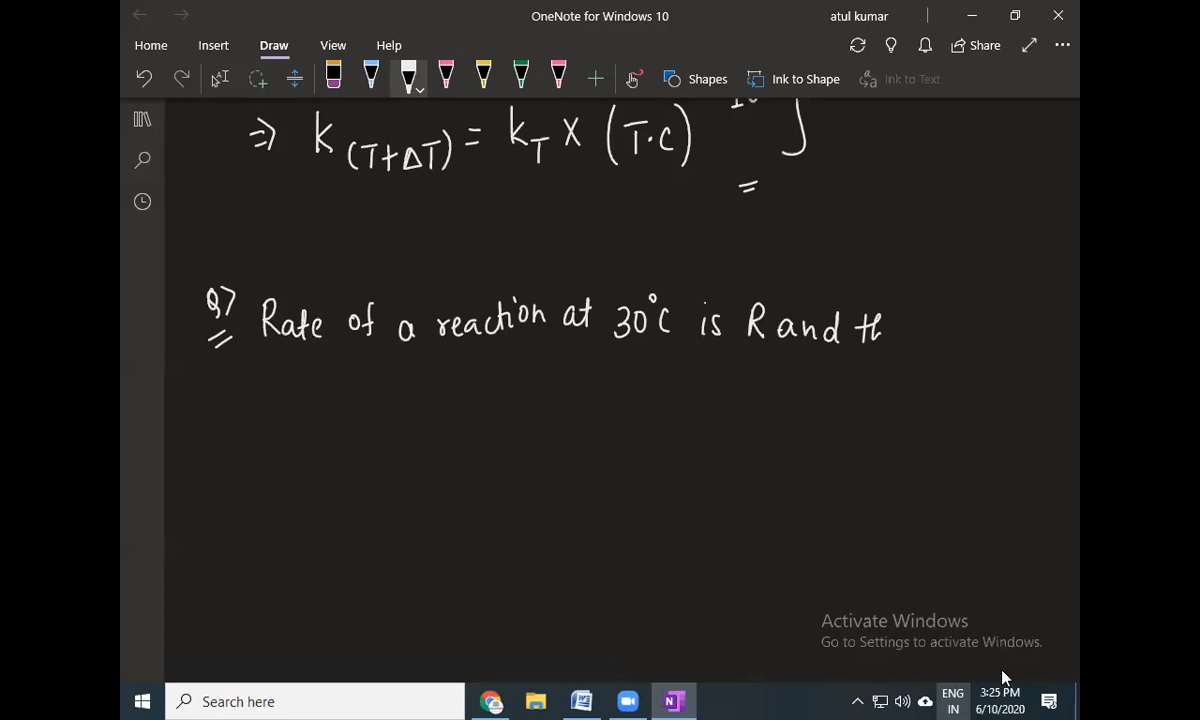 OneNote for Windows 10
atul kumar
Home Insert Draw View Help
Share
Shapes Ink to Shape Ink to Text
⇒ K(T+ΔT) = KT X (T.C)
=
Q7 Rate of a reaction at 30°C is R and th
Activate Windows
Go to Settings to activate Windows.
Search here
ENG
IN
3:25 PM
6/10/2020